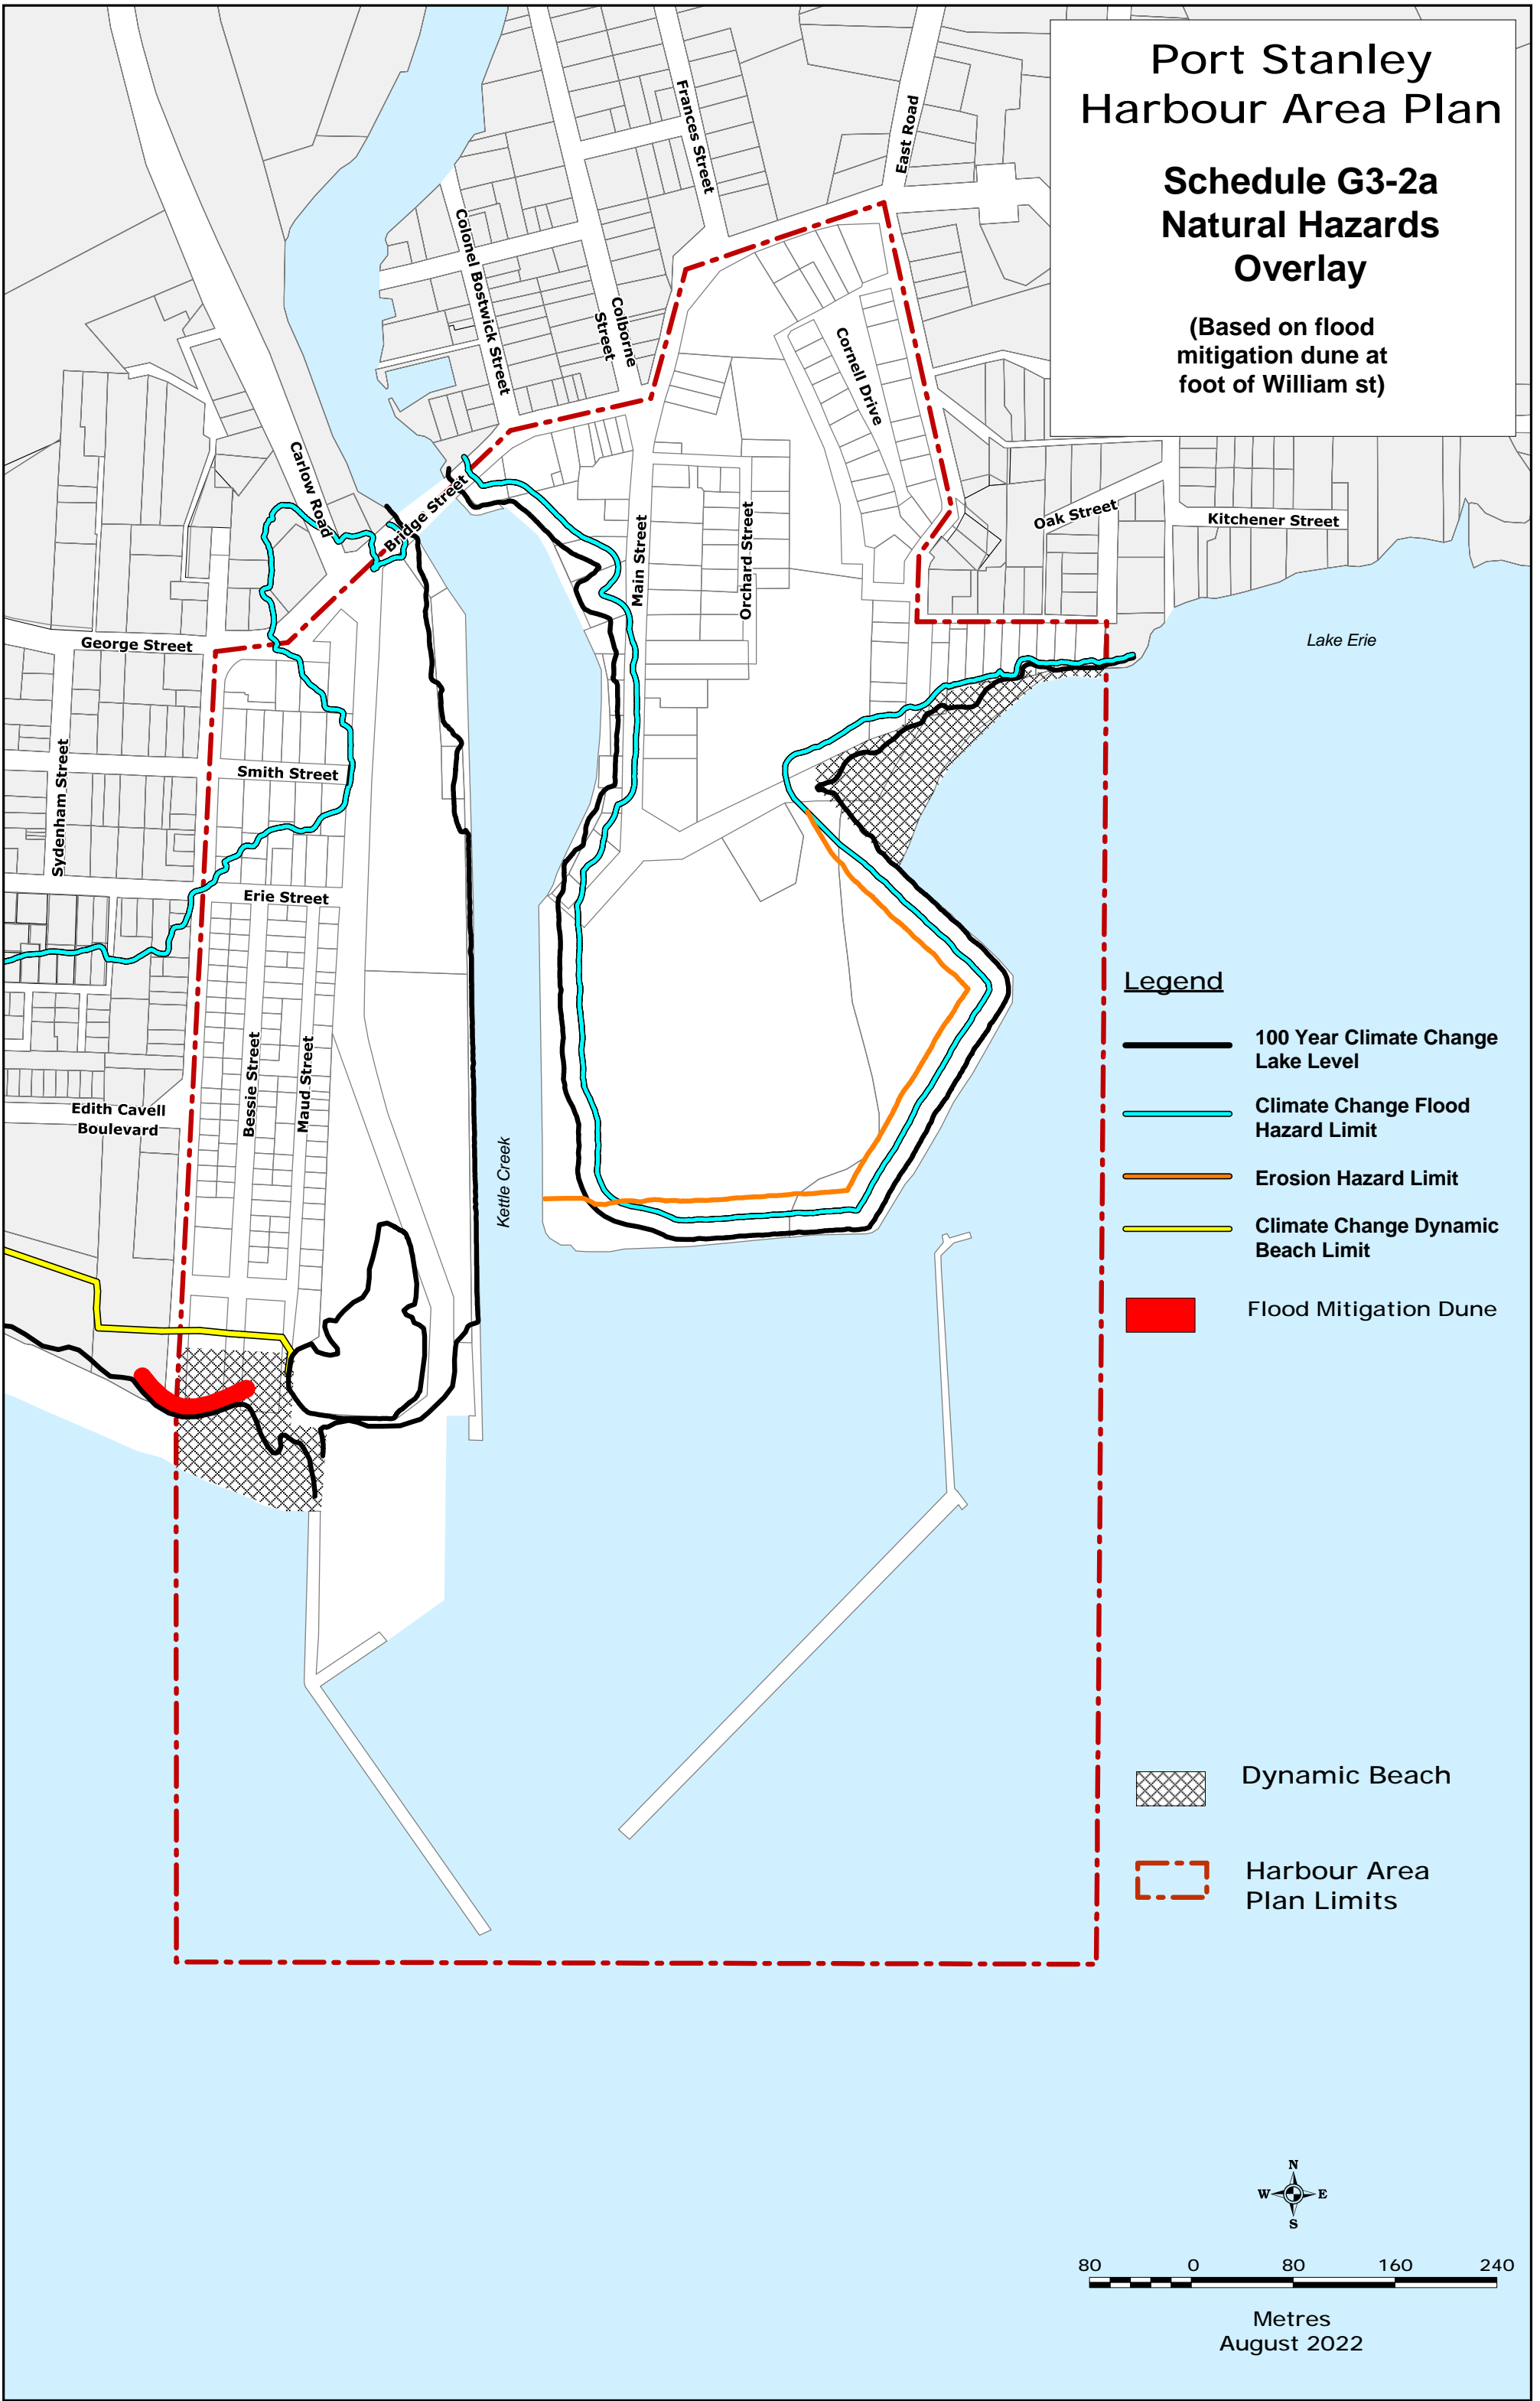 Port Stanley
Harbour Area Plan
Schedule G3-2a
Natural Hazards
Overlay
(Based on flood
mitigation dune at
foot of William st)
Frances Street
East Road
Colonel Bostwick Street
Colborne
Street
Cornell Drive
Carlow Road
Bridge Street
Main Street
Orchard Street
Oak Street
Kitchener Street
Lake Erie
George Street
Smith Street
Sydenham Street
Erie Street
Bessie Street
Maud Street
Edith Cavell
Boulevard
Kettle Creek
Legend
100 Year Climate Change
Lake Level
Climate Change Flood
Hazard Limit
Erosion Hazard Limit
Climate Change Dynamic
Beach Limit
Flood Mitigation Dune
Dynamic Beach
Harbour Area
Plan Limits
N
W E
S
80 0 80 160 240
Metres
August 2022